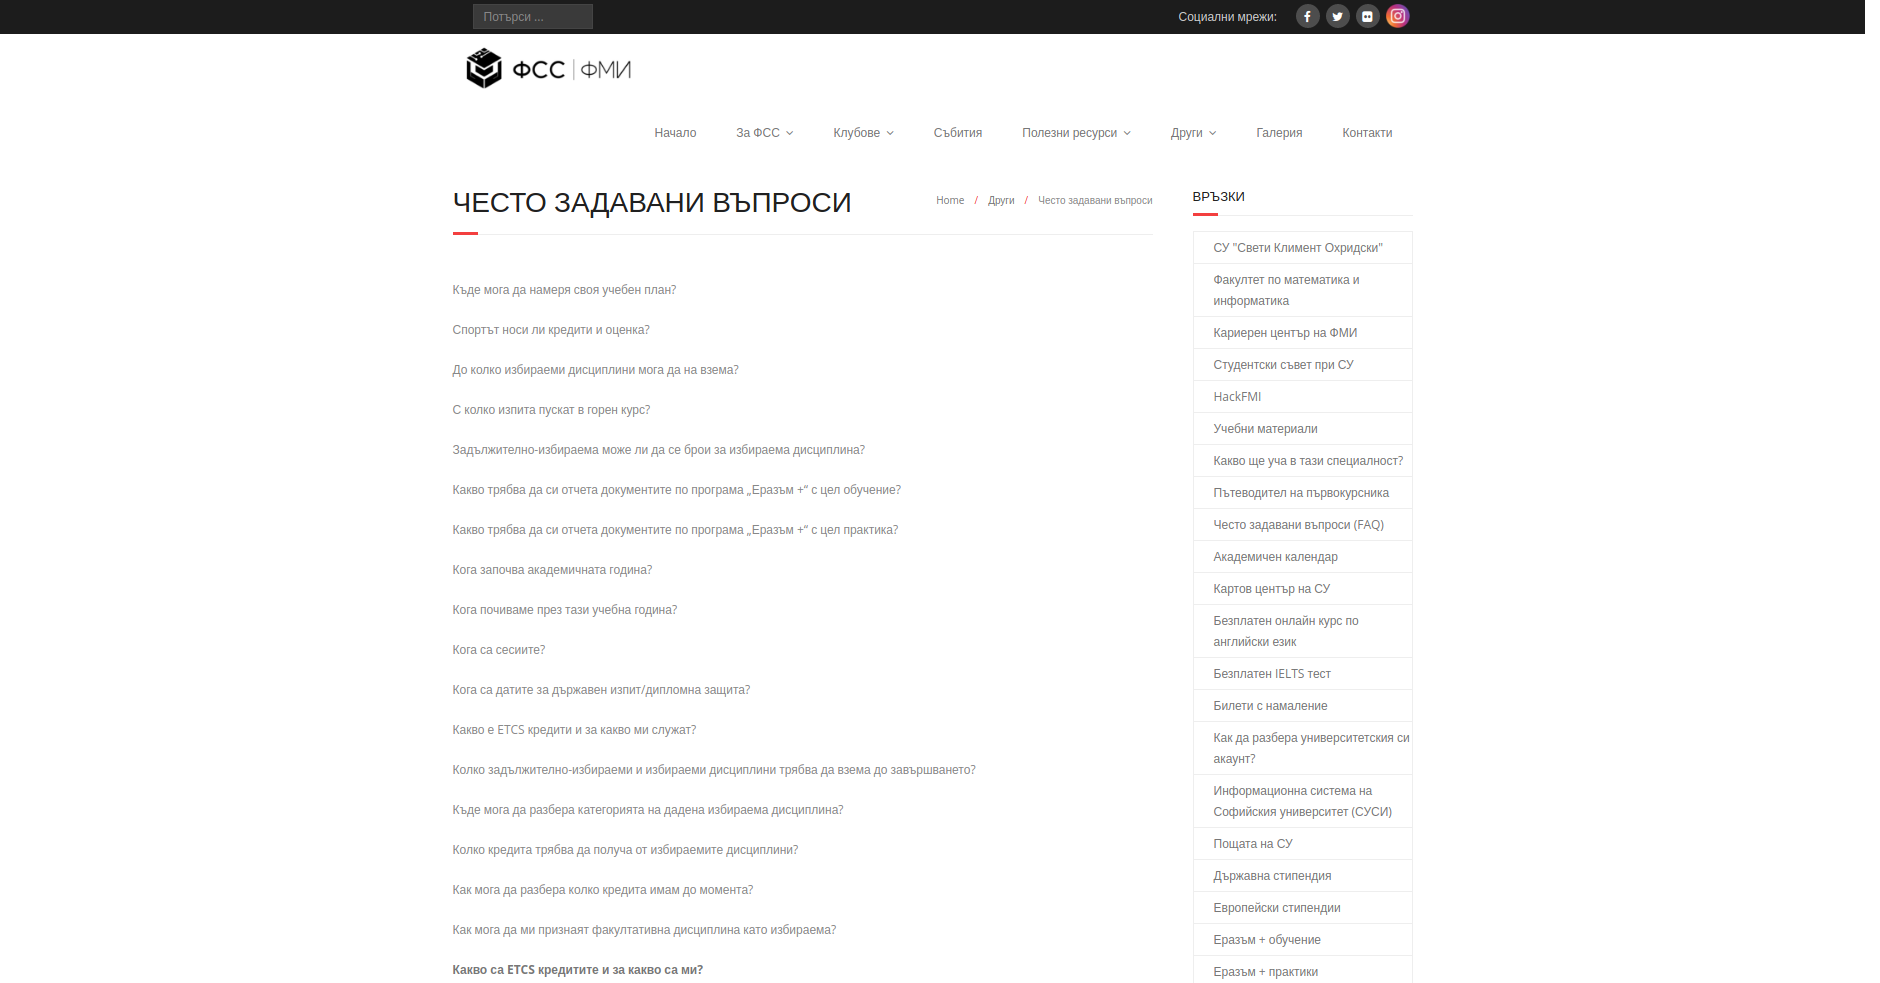 Потърси ...
Социални мрежи:
ФСС | ФМИ
Начало
За ФСС
Клубове
Събития
Полезни ресурси
Други
Галерия
Контакти
ЧЕСТО ЗАДАВАНИ ВЪПРОСИ
Home / Други / Често задавани въпроси
Къде мога да намеря своя учебен план?
Спортът носи ли кредити и оценка?
До колко избираеми дисциплини мога да на взема?
С колко изпита пускат в горен курс?
Задължително-избираема може ли да се брои за избираема дисциплина?
Какво трябва да си отчета документите по програма „Еразъм +“ с цел обучение?
Какво трябва да си отчета документите по програма „Еразъм +“ с цел практика?
Кога започва академичната година?
Кога почиваме през тази учебна година?
Кога са сесиите?
Кога са датите за държавен изпит/дипломна защита?
Какво е ETCS кредити и за какво ми служат?
Колко задължително-избираеми и избираеми дисциплини трябва да взема до завършването?
Къде мога да разбера категорията на дадена избираема дисциплина?
Колко кредита трябва да получа от избираемите дисциплини?
Как мога да разбера колко кредита имам до момента?
Как мога да ми признаят факултативна дисциплина като избираема?
Какво са ETCS кредитите и за какво са ми?
ВРЪЗКИ
СУ "Свети Климент Охридски"
Факултет по математика и
информатика
Кариерен център на ФМИ
Студентски съвет при СУ
HackFMI
Учебни материали
Какво ще уча в тази специалност?
Пътеводител на първокурсника
Често задавани въпроси (FAQ)
Академичен календар
Картов център на СУ
Безплатен онлайн курс по
английски език
Безплатен IELTS тест
Билети с намаление
Как да разбера университетския си
акаунт?
Информационна система на
Софийския университет (СУСИ)
Пощата на СУ
Държавна стипендия
Европейски стипендии
Еразъм + обучение
Еразъм + практики